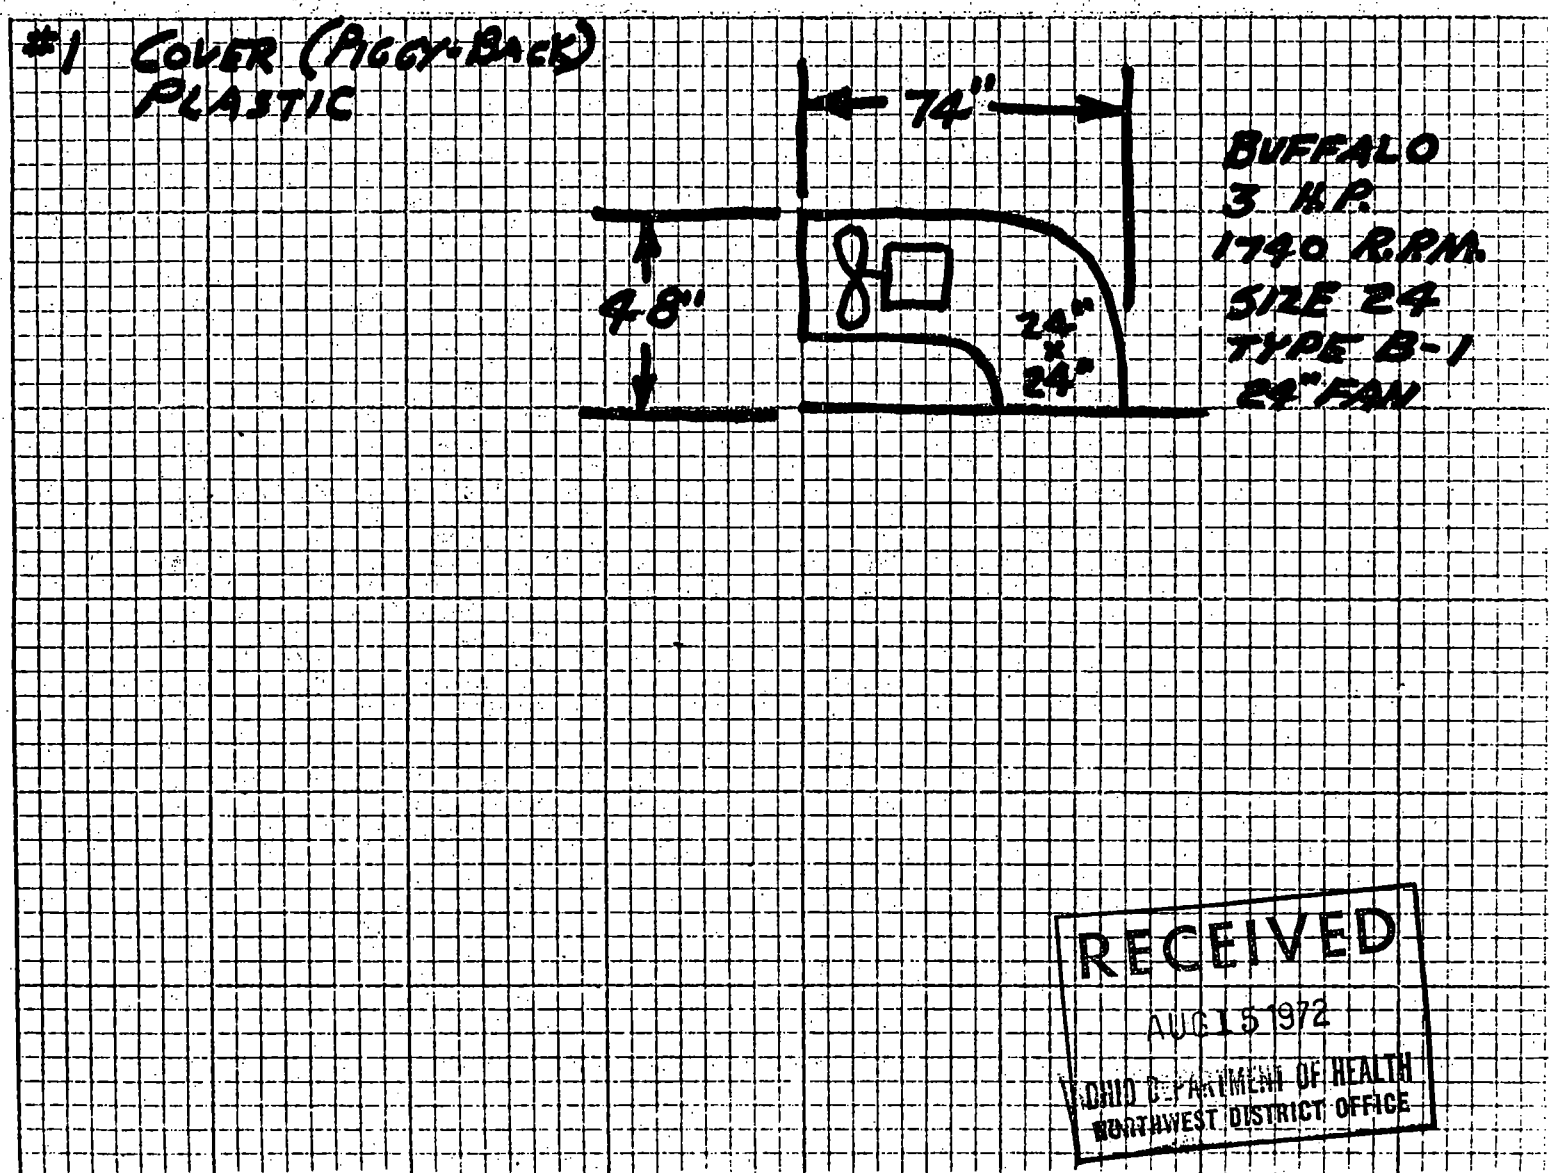 #1 COVER (PIGGY-BACK)
PLASTIC
74"
48"
24"
x
24"
BUFFALO
3 H.P.
1740 R.P.M.
SIZE 24
TYPE B-1
24" FAN
RECEIVED
AUG 15 1972
OHIO DEPARTMENT OF HEALTH
NORTHWEST DISTRICT OFFICE